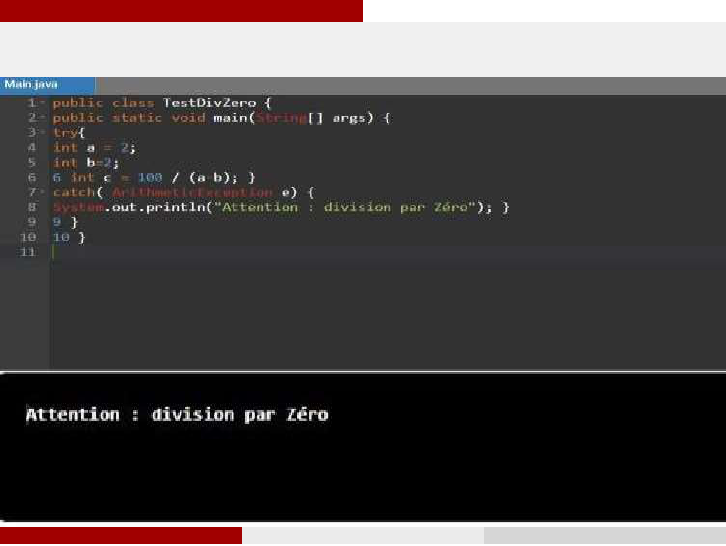 Main.java
1 public class TestDivZero {
2 public static void main(String[] args) {
3 try{
4 int a = 2;
5 int b=2;
6 6 int c = 100 / (a-b); }
7 catch( ArithmeticException e) {
8 System.out.println("Attention : division par Zéro"); }
9 9 }
10 10 }
11
Attention : division par Zéro